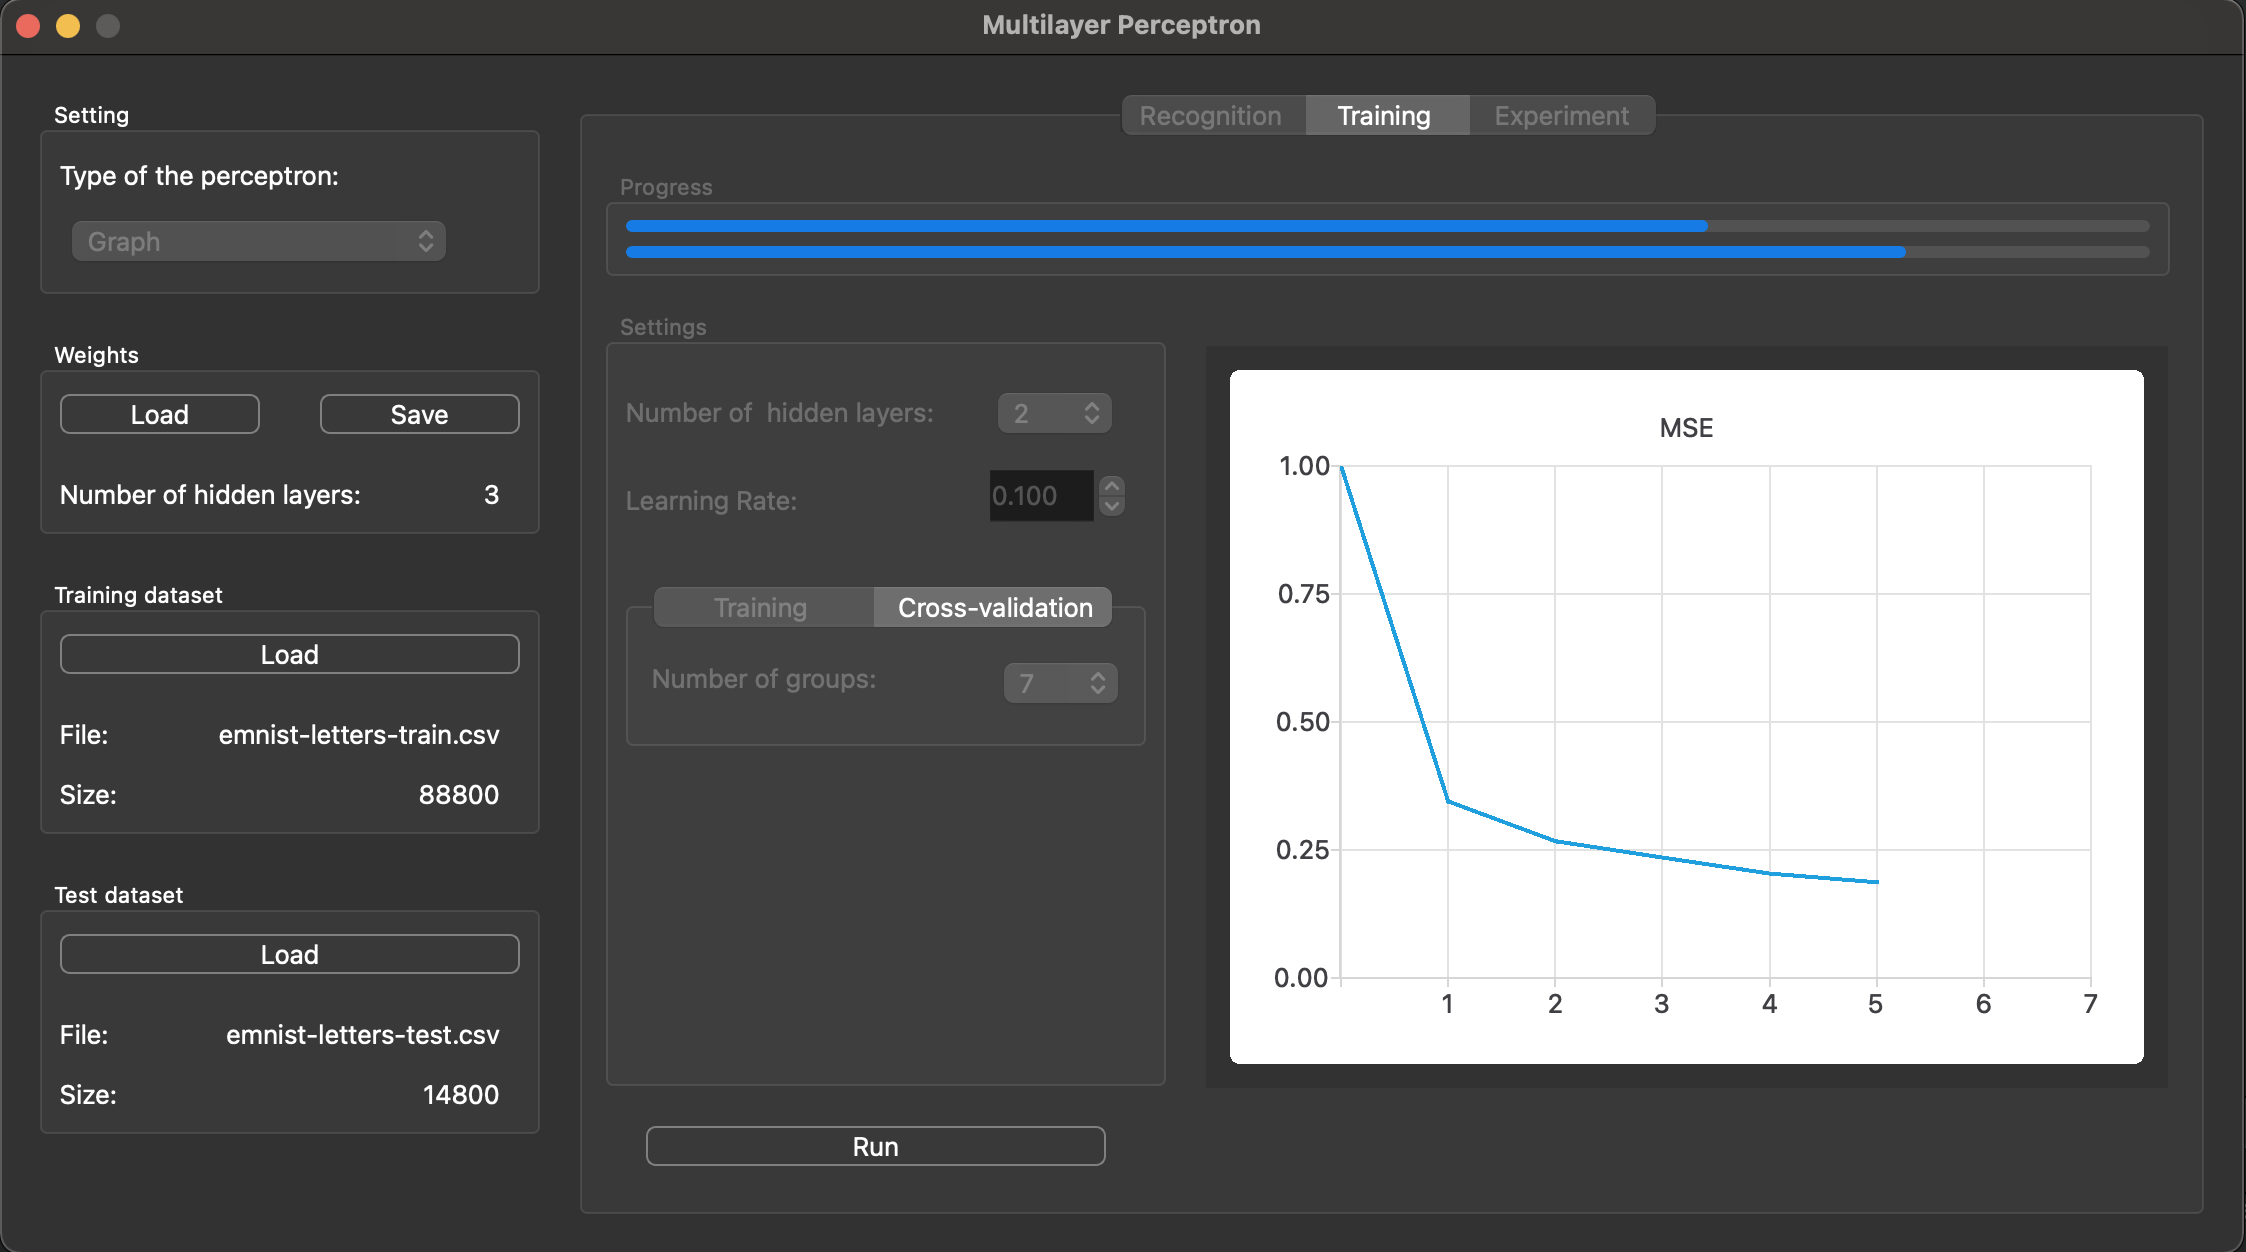 Multilayer Perceptron
Setting
Type of the perceptron:
Graph
Weights
Load Save
Number of hidden layers: 3
Training dataset
Load
File: emnist-letters-train.csv
Size: 88800
Test dataset
Load
File: emnist-letters-test.csv
Size: 14800
Recognition Training Experiment
Progress
Settings
Number of hidden layers: 2
Learning Rate: 0.100
Training Cross-validation
Number of groups: 7
Run
MSE
1.00
0.75
0.50
0.25
0.00
1 2 3 4 5 6 7